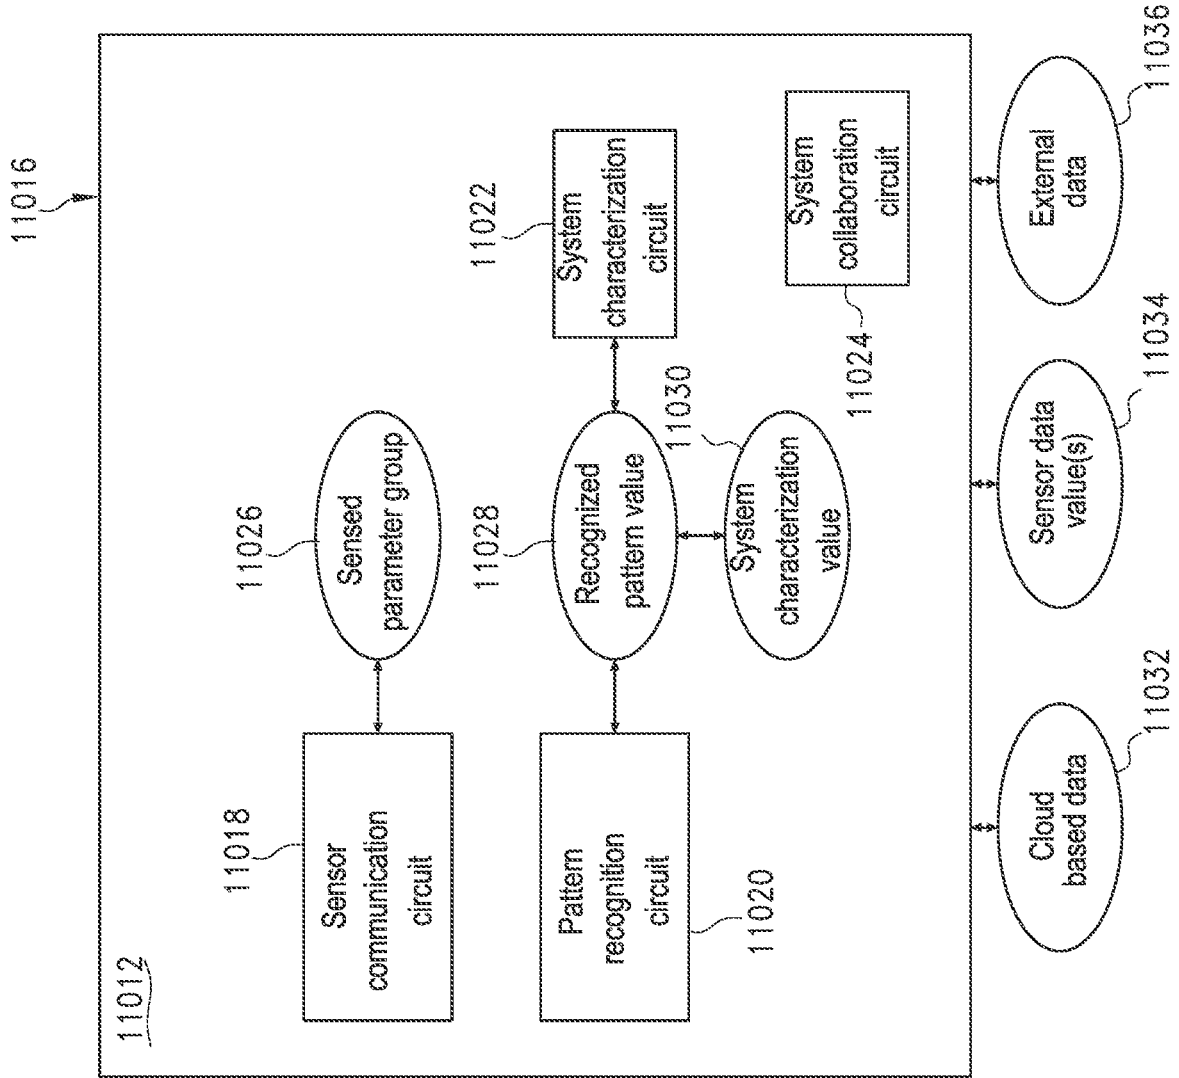 11012
11016
11018
Sensor
communication
circuit
11026
Sensed
parameter group
11020
Pattern
recognition
circuit
11028
Recognized
pattern value
11022
System
characterization
circuit
11030
System
characterization
value
11024
System
collaboration
circuit
Cloud
based data
11032
Sensor data
value(s)
11034
External
data
11036